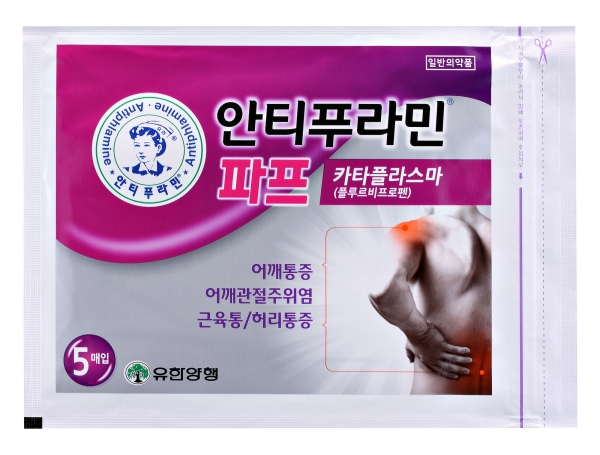 일반의약품
Antiphlamine · Antiphlamine
안티푸라민®
안티푸라민®
파프
카타플라스마
(플루르비프로펜)
어깨통증
어깨관절주위염
근육통/허리통증
5매입
유한양행